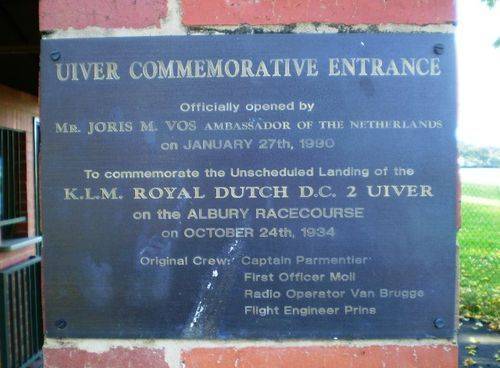 UIVER COMMEMORATIVE ENTRANCE
Officially opened by
MR. JORIS M. VOS AMBASSADOR OF THE NETHERLANDS
on JANUARY 27th, 1990
To commemorate the Unscheduled Landing of the
K.L.M. ROYAL DUTCH D.C. 2 UIVER
on the ALBURY RACECOURSE
on OCTOBER 24th, 1934
Original Crew: Captain Parmentier
First Officer Moll
Radio Operator Van Brugge
Flight Engineer Prins